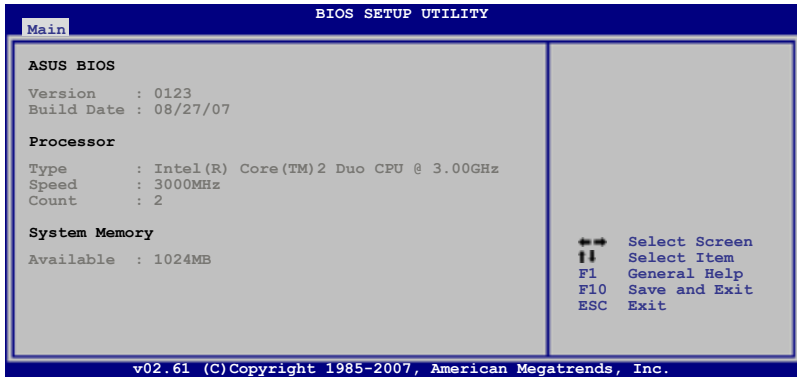 BIOS SETUP UTILITY
Main
ASUS BIOS
Version : 0123
Build Date : 08/27/07
Processor
Type : Intel(R) Core(TM)2 Duo CPU @ 3.00GHz
Speed : 3000MHz
Count : 2
System Memory
Available : 1024MB
←→ Select Screen
↑↓ Select Item
F1 General Help
F10 Save and Exit
ESC Exit
v02.61 (C)Copyright 1985-2007, American Megatrends, Inc.